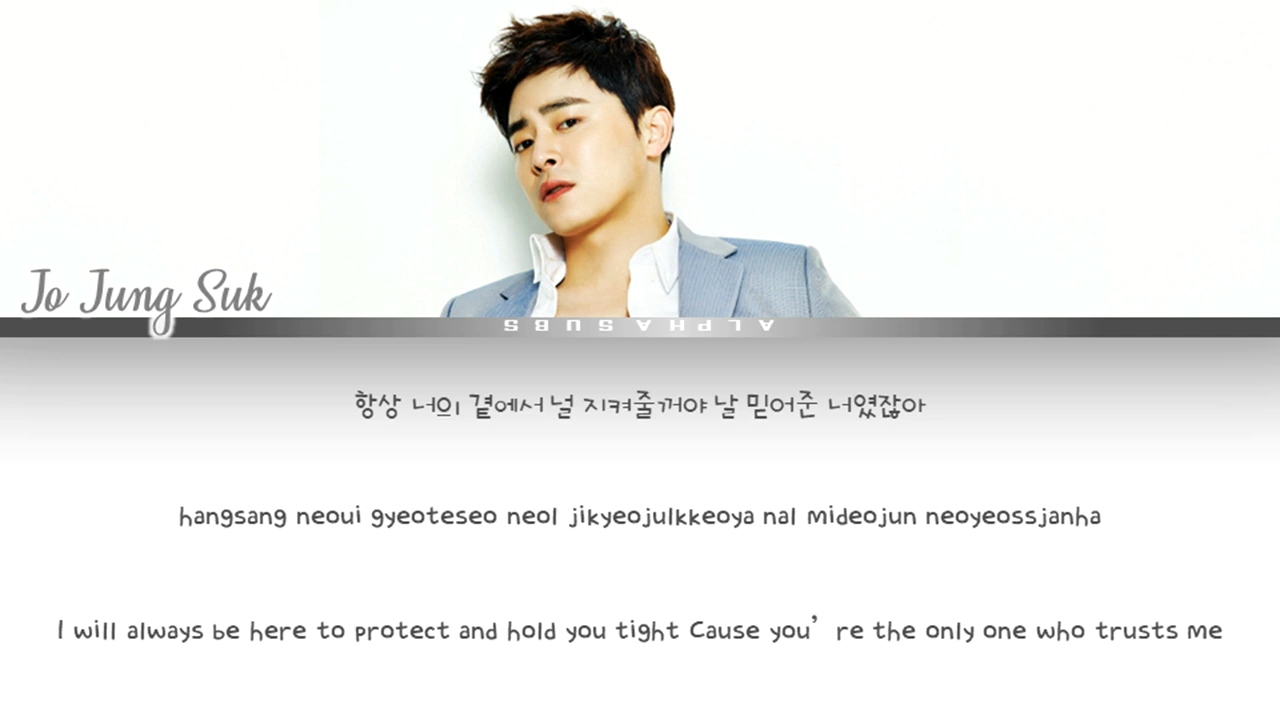 Jo Jung Suk
ALPHA SUBS
항상 너의 곁에서 널 지켜줄꺼야 날 믿어준 너였잖아
hangsang neoui gyeoteseo neol jikyeojulkkeoya nal mideojun neoyeossjanha
I will always be here to protect and hold you tight Cause you’re the only one who trusts me